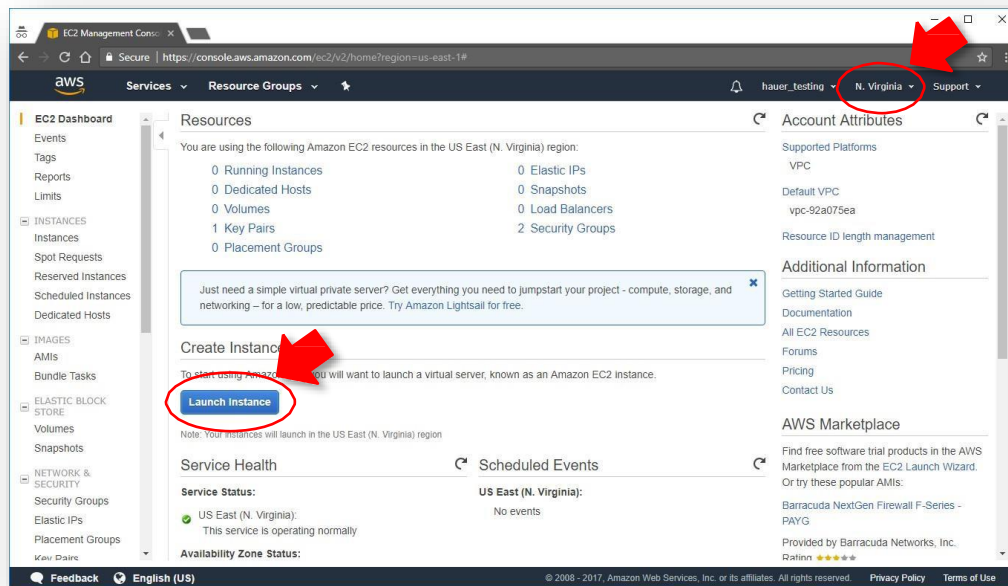 EC2 Management Conso
Secure | https://console.aws.amazon.com/ec2/v2/home?region=us-east-1#
aws Services Resource Groups hauer_testing N. Virginia Support
EC2 Dashboard
Events
Tags
Reports
Limits
INSTANCES
Instances
Spot Requests
Reserved Instances
Scheduled Instances
Dedicated Hosts
IMAGES
AMIs
Bundle Tasks
ELASTIC BLOCK
STORE
Volumes
Snapshots
NETWORK &
SECURITY
Security Groups
Elastic IPs
Placement Groups
Key Pairs
Resources
You are using the following Amazon EC2 resources in the US East (N. Virginia) region:
0 Running Instances
0 Dedicated Hosts
0 Volumes
1 Key Pairs
0 Placement Groups
0 Elastic IPs
0 Snapshots
0 Load Balancers
2 Security Groups
Just need a simple virtual private server? Get everything you need to jumpstart your project - compute, storage, and
networking – for a low, predictable price. Try Amazon Lightsail for free.
Create Instanc
To start using Amazo you will want to launch a virtual server, known as an Amazon EC2 instance.
Launch Instance
Note: Your instances will launch in the US East (N. Virginia) region
Service Health
Service Status:
US East (N. Virginia):
This service is operating normally
Availability Zone Status:
Scheduled Events
US East (N. Virginia):
No events
Account Attributes
Supported Platforms
VPC
Default VPC
vpc-92a075ea
Resource ID length management
Additional Information
Getting Started Guide
Documentation
All EC2 Resources
Forums
Pricing
Contact Us
AWS Marketplace
Find free software trial products in the AWS
Marketplace from the EC2 Launch Wizard.
Or try these popular AMIs:
Barracuda NextGen Firewall F-Series -
PAYG
Provided by Barracuda Networks, Inc.
Rating
Feedback English (US) © 2008 - 2017, Amazon Web Services, Inc. or its affiliates. All rights reserved. Privacy Policy Terms of Use